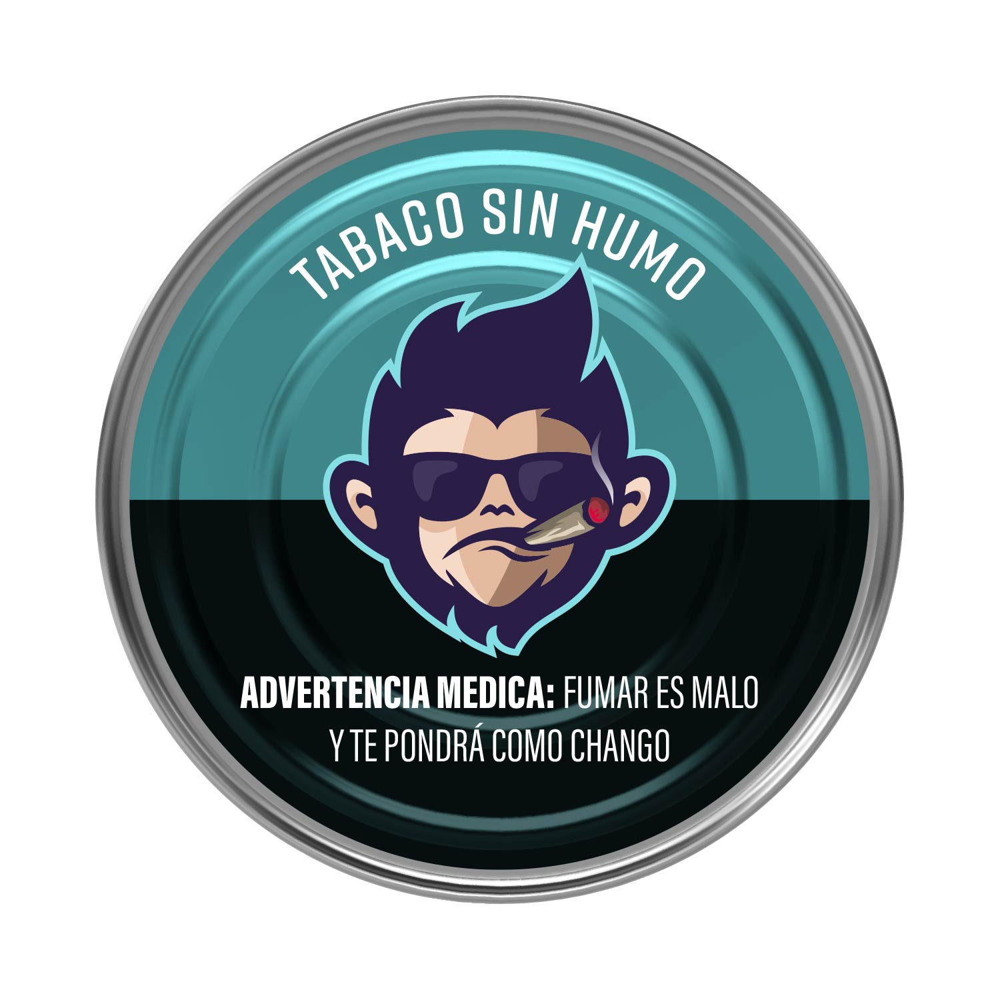 TABACO SIN HUMO
ADVERTENCIA MEDICA: FUMAR ES MALO
Y TE PONDRÁ COMO CHANGO